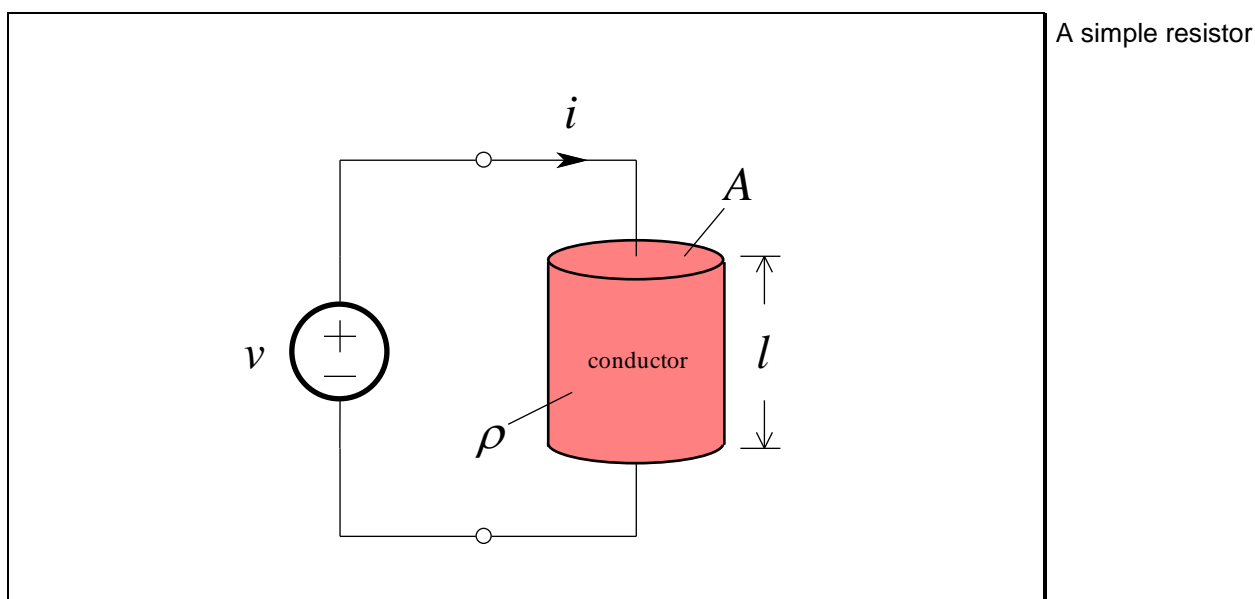 A simple resistor
i
A
v
+
−
conductor
l
ρ